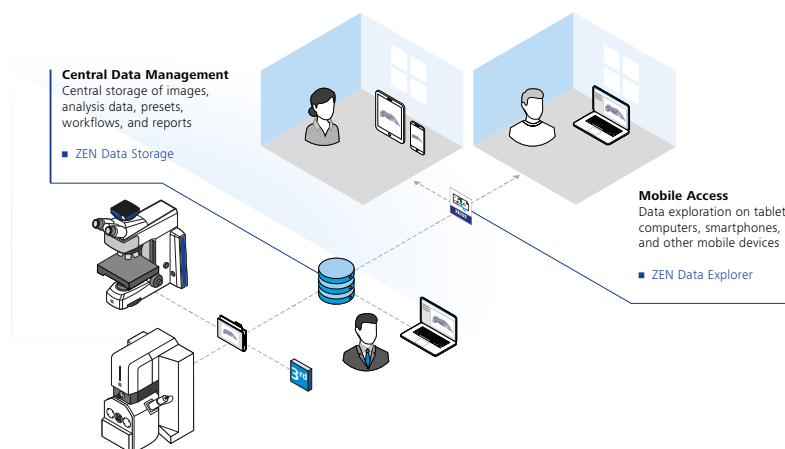 Central Data Management
Central storage of images,
analysis data, presets,
workflows, and reports
■ ZEN Data Storage
Mobile Access
Data exploration on tablet
computers, smartphones,
and other mobile devices
■ ZEN Data Explorer
3rd